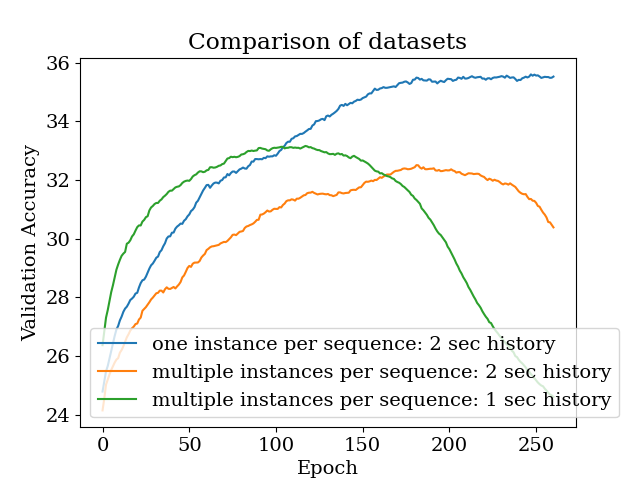 Comparison of datasets
Validation Accuracy
36
34
32
30
28
26
24
one instance per sequence: 2 sec history
multiple instances per sequence: 2 sec history
multiple instances per sequence: 1 sec history
0 50 100 150 200 250
Epoch